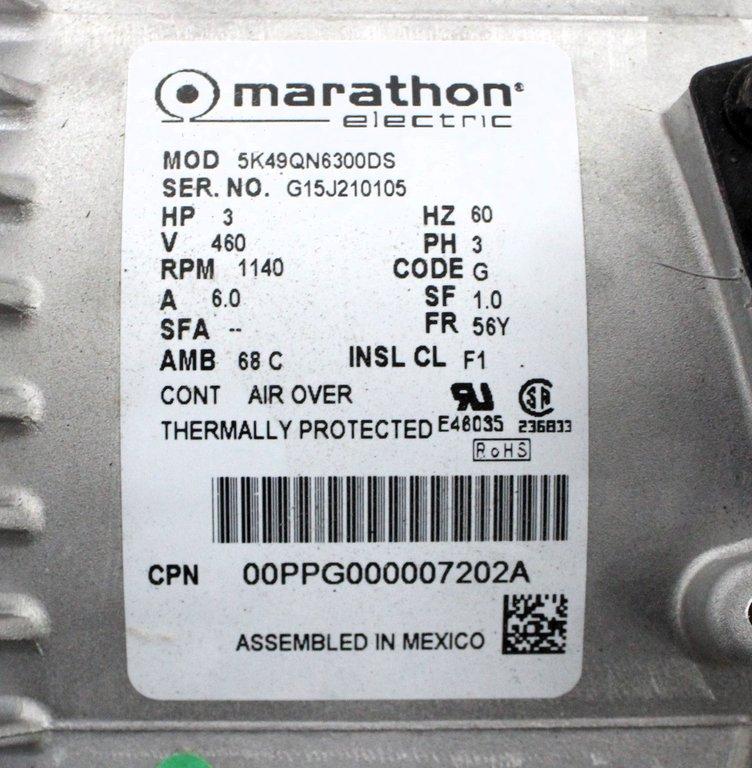 marathon®
electric
MOD 5K49QN6300DS
SER. NO. G15J210105
HP 3 HZ 60
V 460 PH 3
RPM 1140 CODE G
A 6.0 SF 1.0
SFA -- FR 56Y
AMB 68 C INSL CL F1
CONT AIR OVER
THERMALLY PROTECTED E46035 236833
RoHS
CPN 00PPG000007202A
ASSEMBLED IN MEXICO